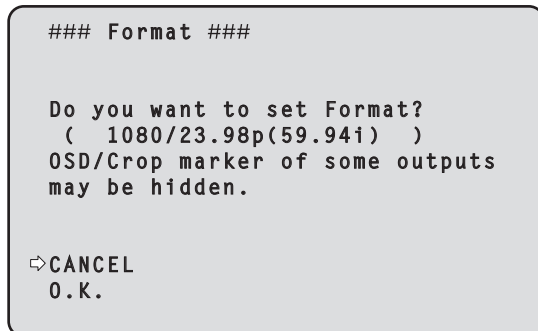 ### Format ###
Do you want to set Format?
( 1080/23.98p(59.94i) )
OSD/Crop marker of some outputs
may be hidden.
⇨CANCEL
O.K.